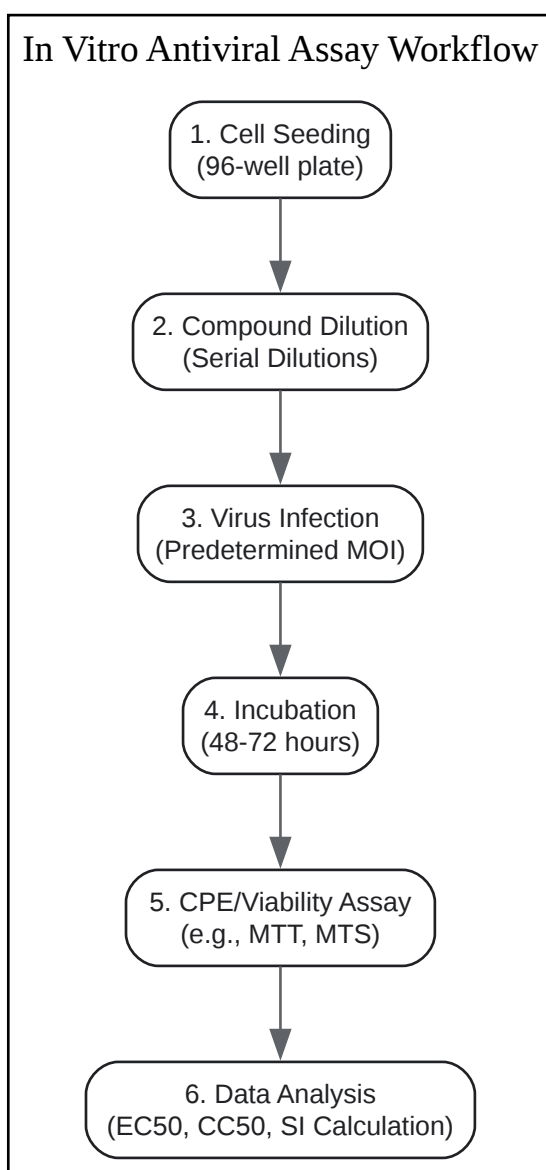 In Vitro Antiviral Assay Workflow
1. Cell Seeding
(96-well plate)
2. Compound Dilution
(Serial Dilutions)
3. Virus Infection
(Predetermined MOI)
4. Incubation
(48-72 hours)
5. CPE/Viability Assay
(e.g., MTT, MTS)
6. Data Analysis
(EC50, CC50, SI Calculation)